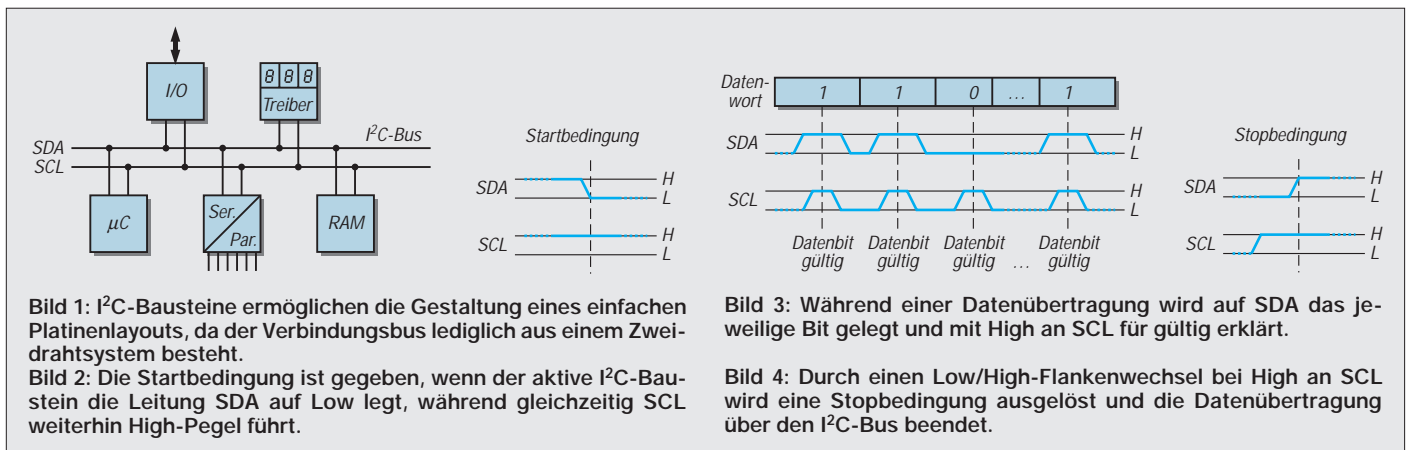 I/O
8 8 8
Treiber
I²C-Bus
SDA
SCL
µC
Ser.
Par.
RAM
Startbedingung
SDA
H
L
SCL
H
L
Daten-
wort
1 1 0 ... 1
SDA
H
L
SCL
H
L
Datenbit Datenbit Datenbit Datenbit
gültig gültig gültig ... gültig
Stopbedingung
SDA
H
L
SCL
H
L
Bild 1: I²C-Bausteine ermöglichen die Gestaltung eines einfachen
Platinenlayouts, da der Verbindungsbus lediglich aus einem Zwei-
drahtsystem besteht.
Bild 2: Die Startbedingung ist gegeben, wenn der aktive I²C-Bau-
stein die Leitung SDA auf Low legt, während gleichzeitig SCL
weiterhin High-Pegel führt.
Bild 3: Während einer Datenübertragung wird auf SDA das je-
weilige Bit gelegt und mit High an SCL für gültig erklärt.
Bild 4: Durch einen Low/High-Flankenwechsel bei High an SCL
wird eine Stopbedingung ausgelöst und die Datenübertragung
über den I²C-Bus beendet.